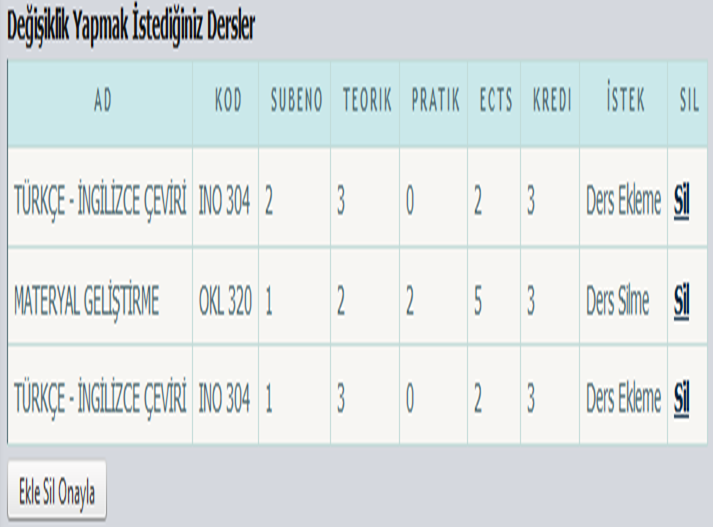 Değişiklik Yapmak İstediğiniz Dersler
AD KOD SUBENO TEORIK PRATIK ECTS KREDI İSTEK SIL
TÜRKÇE - İNGİLİZCE ÇEVİRİ INO 304 2 3 0 2 3 Ders Ekleme Sil
MATERYAL GELİŞTİRME OKL 320 1 2 2 5 3 Ders Silme Sil
TÜRKÇE - İNGİLİZCE ÇEVİRİ INO 304 1 3 0 2 3 Ders Ekleme Sil
Ekle Sil Onayla